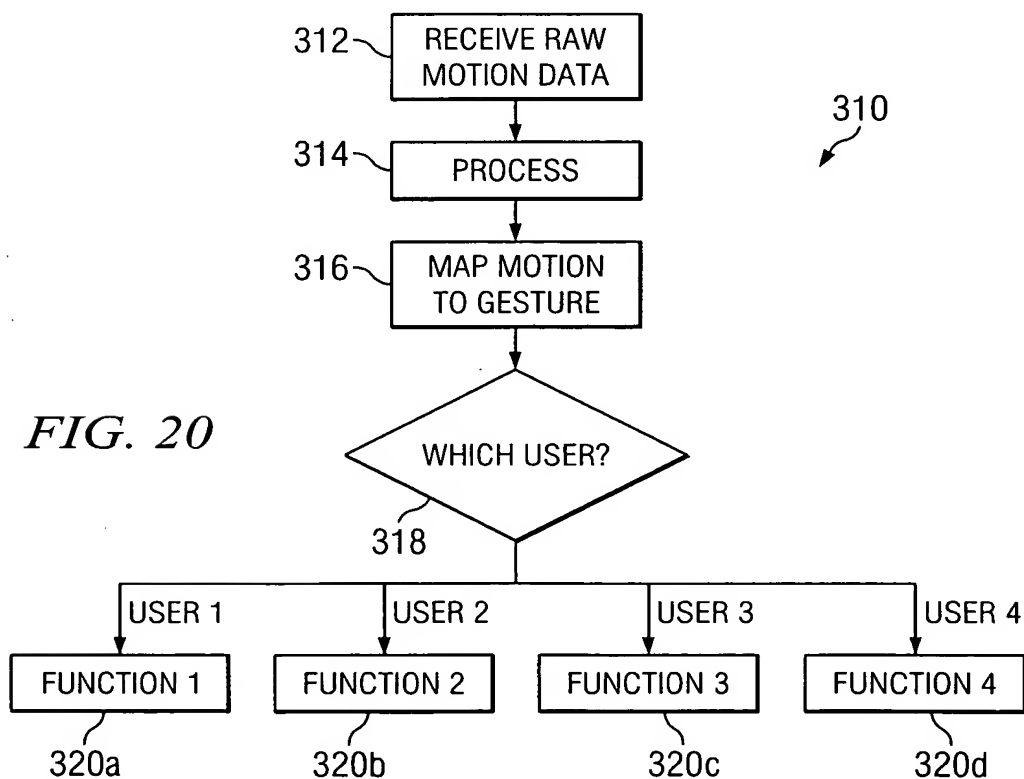 312
RECEIVE RAW
MOTION DATA
310
314
PROCESS
316
MAP MOTION
TO GESTURE
FIG. 20
WHICH USER?
318
USER 1
USER 2
USER 3
USER 4
FUNCTION 1
FUNCTION 2
FUNCTION 3
FUNCTION 4
320a
320b
320c
320d